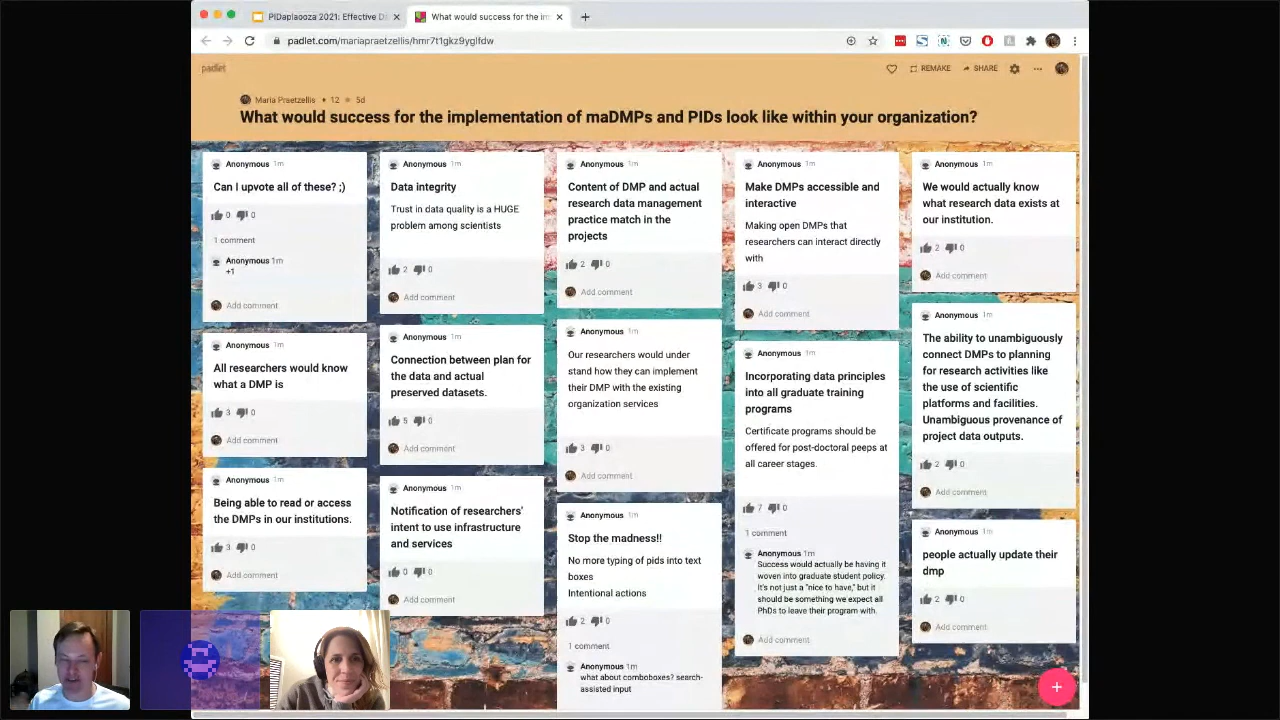 PIDaplaooza 2021: Effective D
What would success for the im
padlet.com/mariapraetzellis/hmr7t1gkz9yglfdw
padlet
REMAKE
SHARE
Maria Praetzellis • 12 • 5d
What would success for the implementation of maDMPs and PIDs look like within your organization?
Anonymous 1m
Can I upvote all of these? ;)
0 0
1 comment
Anonymous 1m
+1
Add comment
Anonymous 1m
All researchers would know
what a DMP is
3 0
Add comment
Anonymous 1m
Being able to read or access
the DMPs in our institutions.
3 0
Add comment
Anonymous 1m
Data integrity
Trust in data quality is a HUGE
problem among scientists
2 0
Add comment
Anonymous 1m
Connection between plan for
the data and actual
preserved datasets.
5 0
Add comment
Anonymous 1m
Notification of researchers'
intent to use infrastructure
and services
0 0
Add comment
Anonymous 1m
Content of DMP and actual
research data management
practice match in the
projects
2 0
Add comment
Anonymous 1m
Our researchers would under
stand how they can implement
their DMP with the existing
organization services
3 0
Add comment
Anonymous 1m
Stop the madness!!
No more typing of pids into text
boxes
Intentional actions
2 0
1 comment
Anonymous 1m
what about comboboxes? search-
assisted input
Anonymous 1m
Make DMPs accessible and
interactive
Making open DMPs that
researchers can interact directly
with
3 0
Add comment
Anonymous 1m
Incorporating data principles
into all graduate training
programs
Certificate programs should be
offered for post-doctoral peeps at
all career stages.
7 0
1 comment
Anonymous 1m
Success would actually be having it
woven into graduate student policy.
It's not just a "nice to have," but it
should be something we expect all
PhDs to leave their program with.
Add comment
Anonymous 1m
We would actually know
what research data exists at
our institution.
2 0
Add comment
Anonymous 1m
The ability to unambiguously
connect DMPs to planning
for research activities like
the use of scientific
platforms and facilities.
Unambiguous provenance of
project data outputs.
2 0
Add comment
Anonymous 1m
people actually update their
dmp
2 0
Add comment